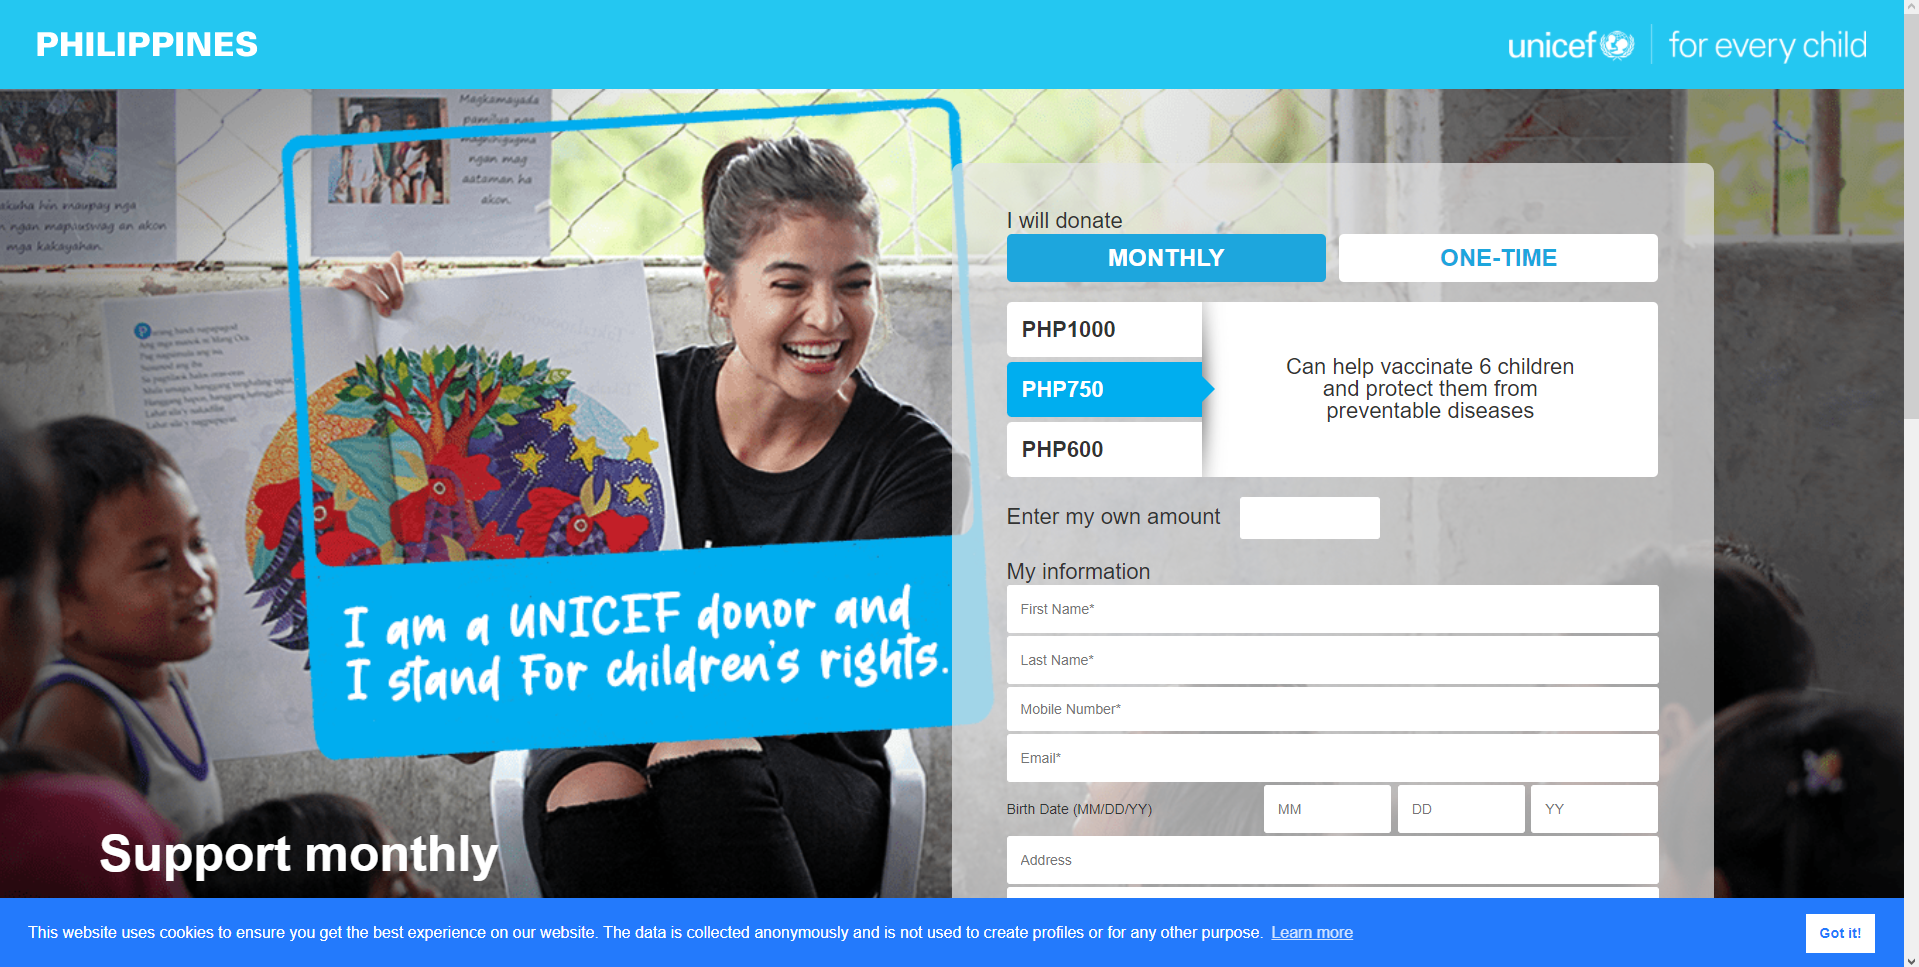 PHILIPPINES
unicef | for every child
Magkamayada
pamilya nga
maghihigugma
ngan mag
aataman ha
akon.
akuha hin maupay nga
n ngan mapauswag an akon
mga kakayahan.
I am a UNICEF donor and
I stand For children's rights.
Support monthly
I will donate
MONTHLY
ONE-TIME
PHP1000
PHP750
PHP600
Can help vaccinate 6 children
and protect them from
preventable diseases
Enter my own amount
My information
First Name*
Last Name*
Mobile Number*
Email*
Birth Date (MM/DD/YY)
MM
DD
YY
Address
This website uses cookies to ensure you get the best experience on our website. The data is collected anonymously and is not used to create profiles or for any other purpose. Learn more
Got it!